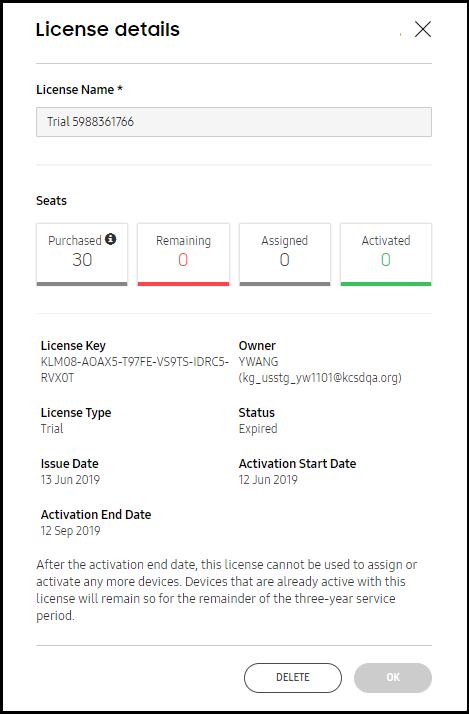 License details
License Name *
Trial 5988361766
Seats
Purchased Remaining Assigned Activated
30 0 0 0
License Key Owner
KLM08-AOAX5-T97FE-VS9TS-IDRC5- YWANG
RVX0T (kg_usstg_yw1101@kcsdqa.org)
License Type Status
Trial Expired
Issue Date Activation Start Date
13 Jun 2019 12 Jun 2019
Activation End Date
12 Sep 2019
After the activation end date, this license cannot be used to assign or
activate any more devices. Devices that are already active with this
license will remain so for the remainder of the three-year service
period.
DELETE OK